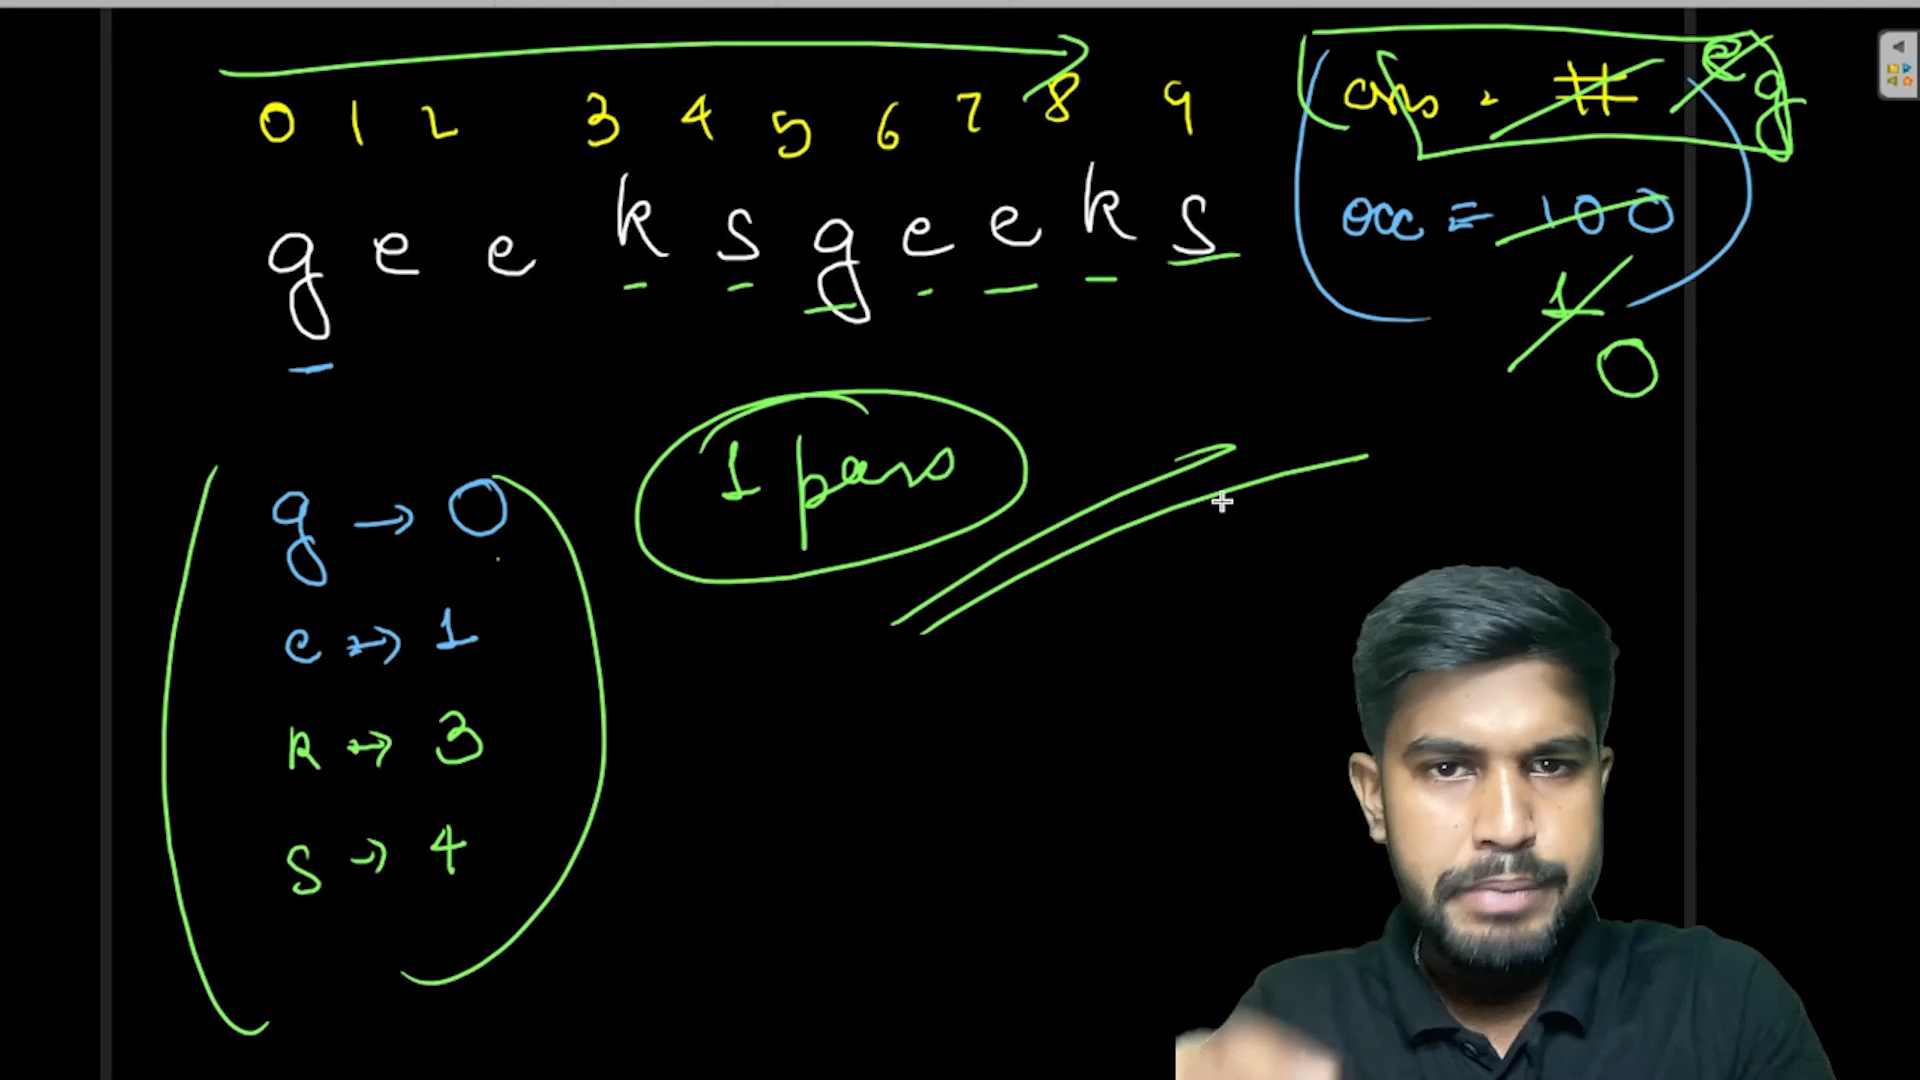 0 1 2 3 4 5 6 7 8 9
ans = # e g
g e e k s g e e k s
occ = 100
1
0
1 pass
g → 0
e → 1
k → 3
s → 4